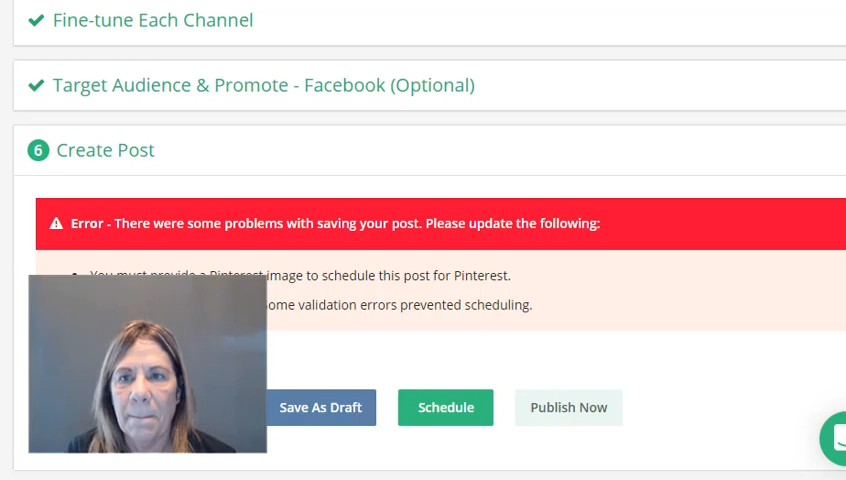 Fine-tune Each Channel
Target Audience & Promote - Facebook (Optional)
6 Create Post
Error - There were some problems with saving your post. Please update the following:
You must provide a Pinterest image to schedule this post for Pinterest.
some validation errors prevented scheduling.
Save As Draft
Schedule
Publish Now